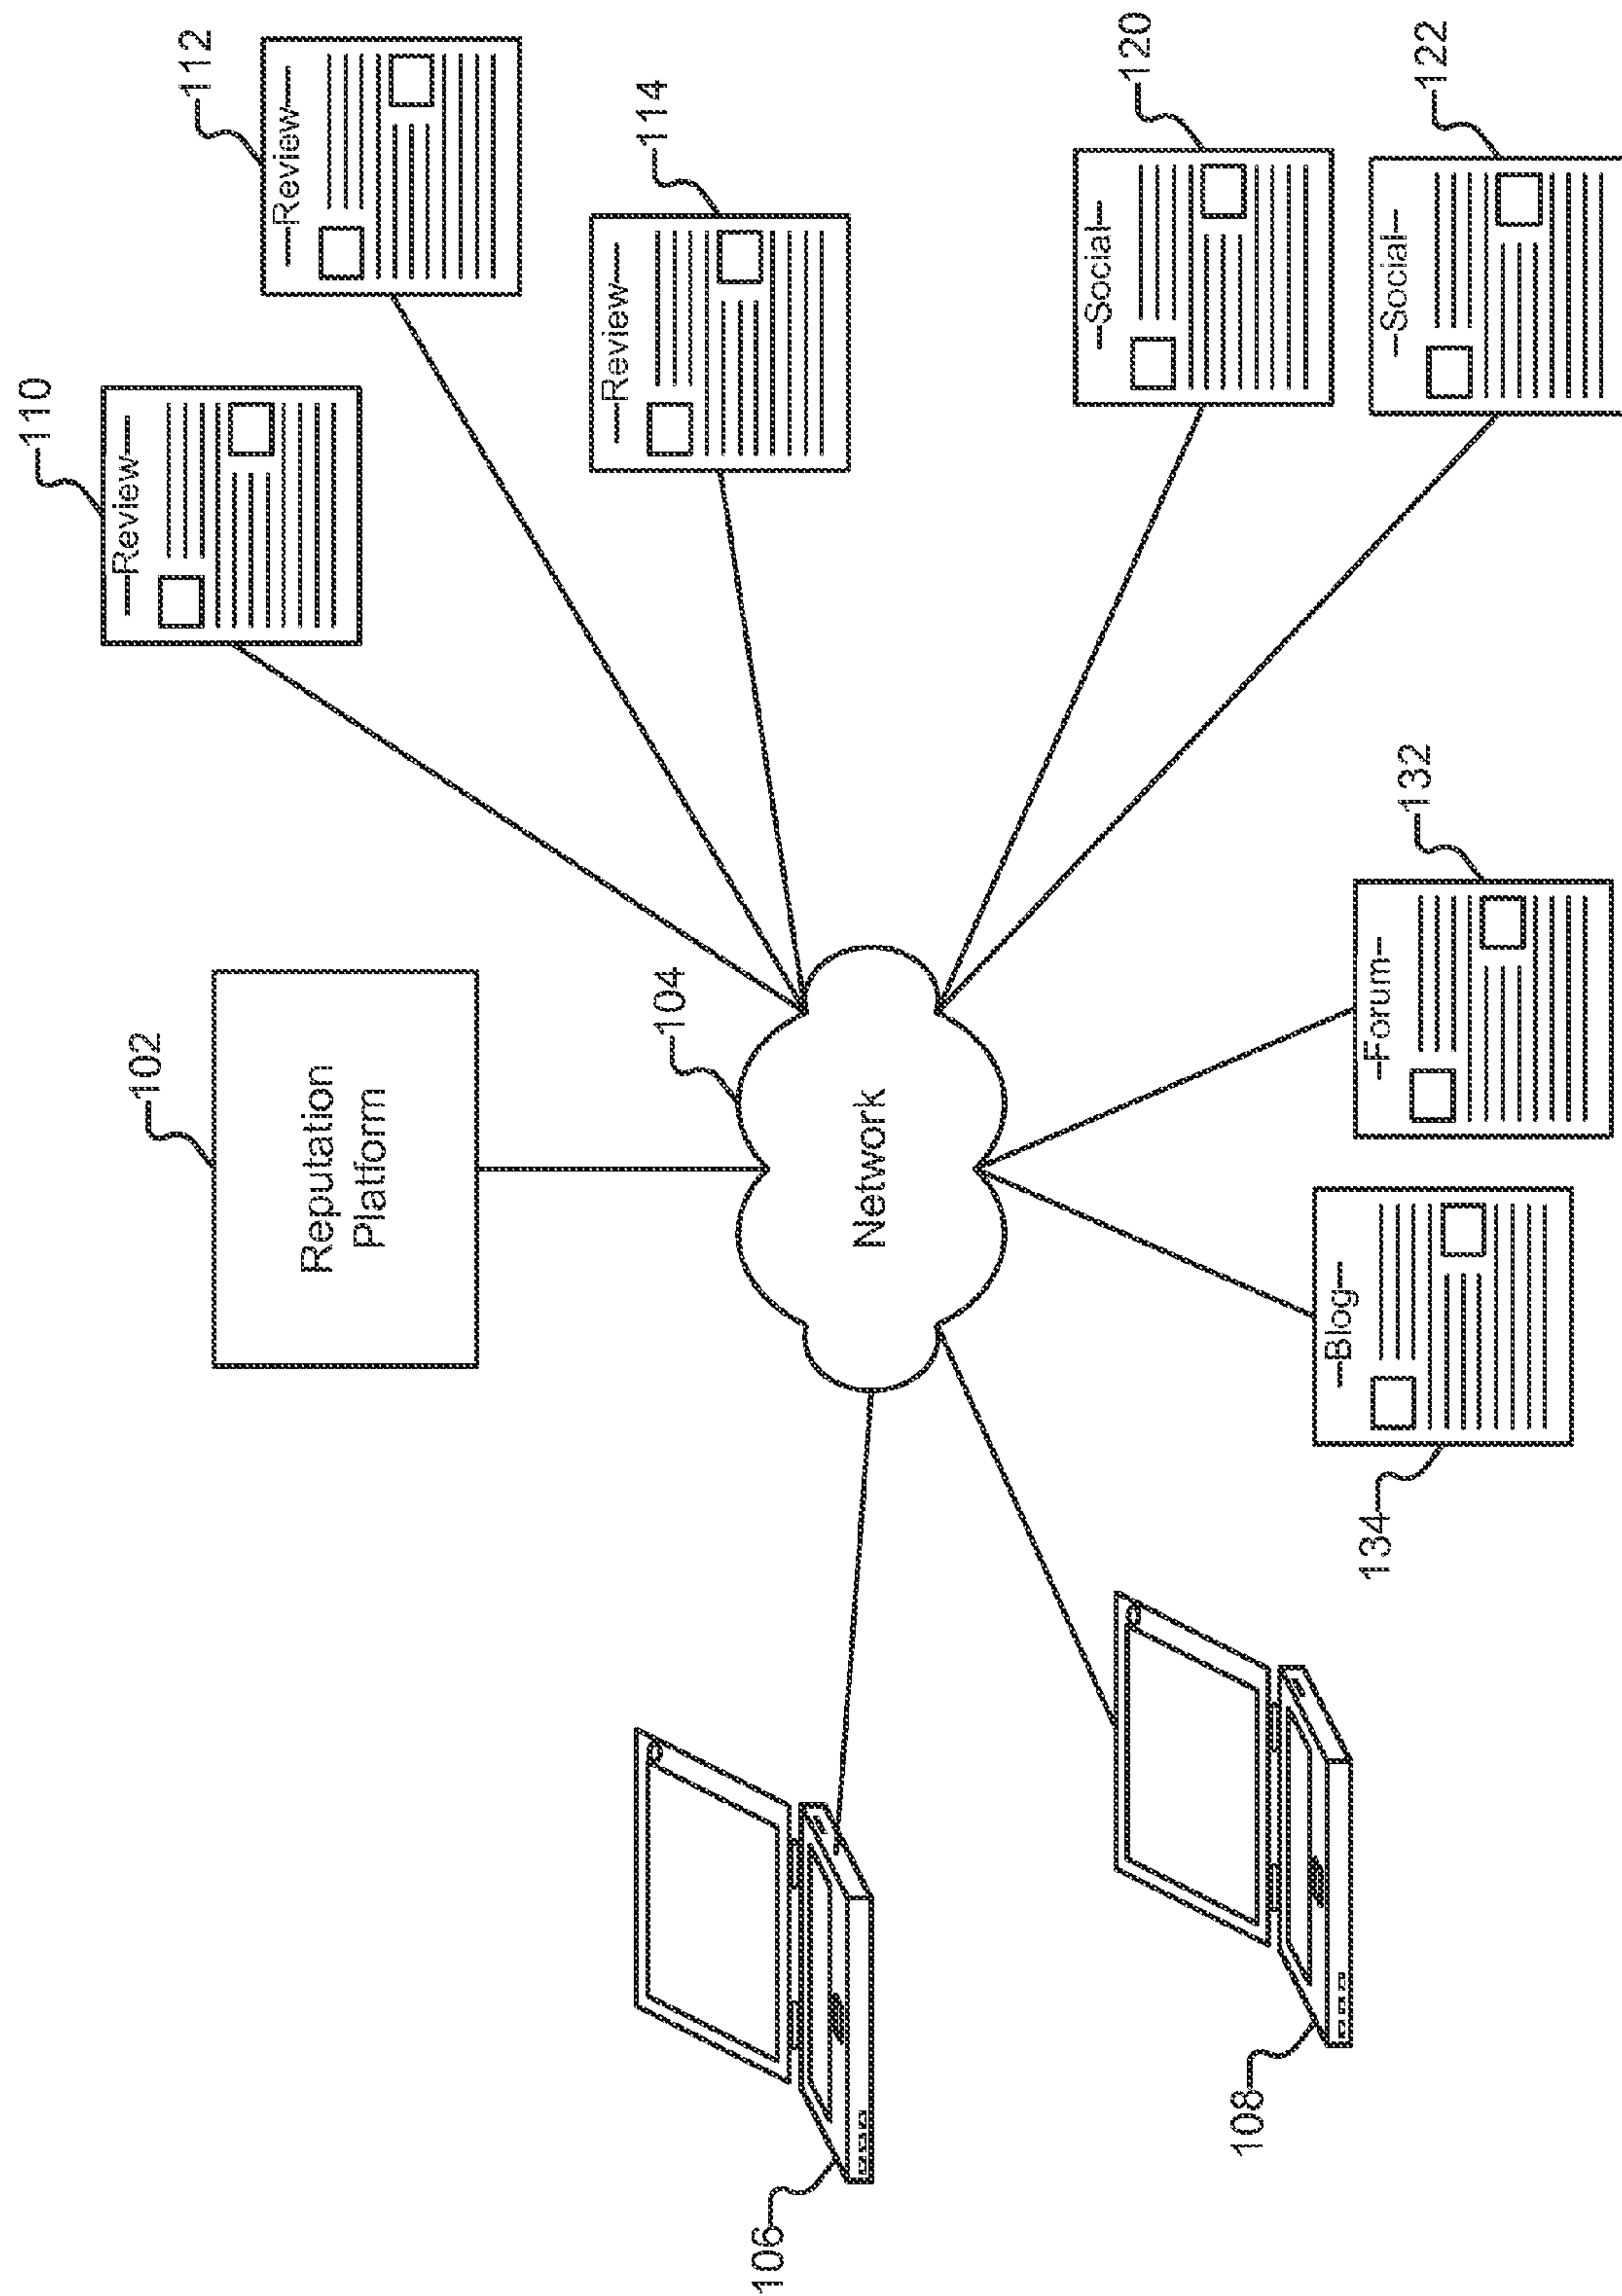 102
Reputation
Platform
110
—Review—
112
—Review—
114
—Review—
104
Network
120
—Social—
122
—Social—
132
—Forum—
134
—Blog—
106
108